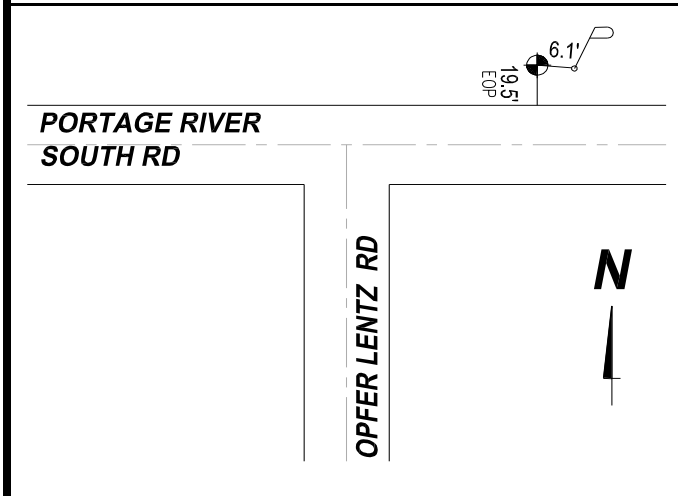 6.1'
19.5'
EOP
PORTAGE RIVER
SOUTH RD
N
OPFER LENTZ RD